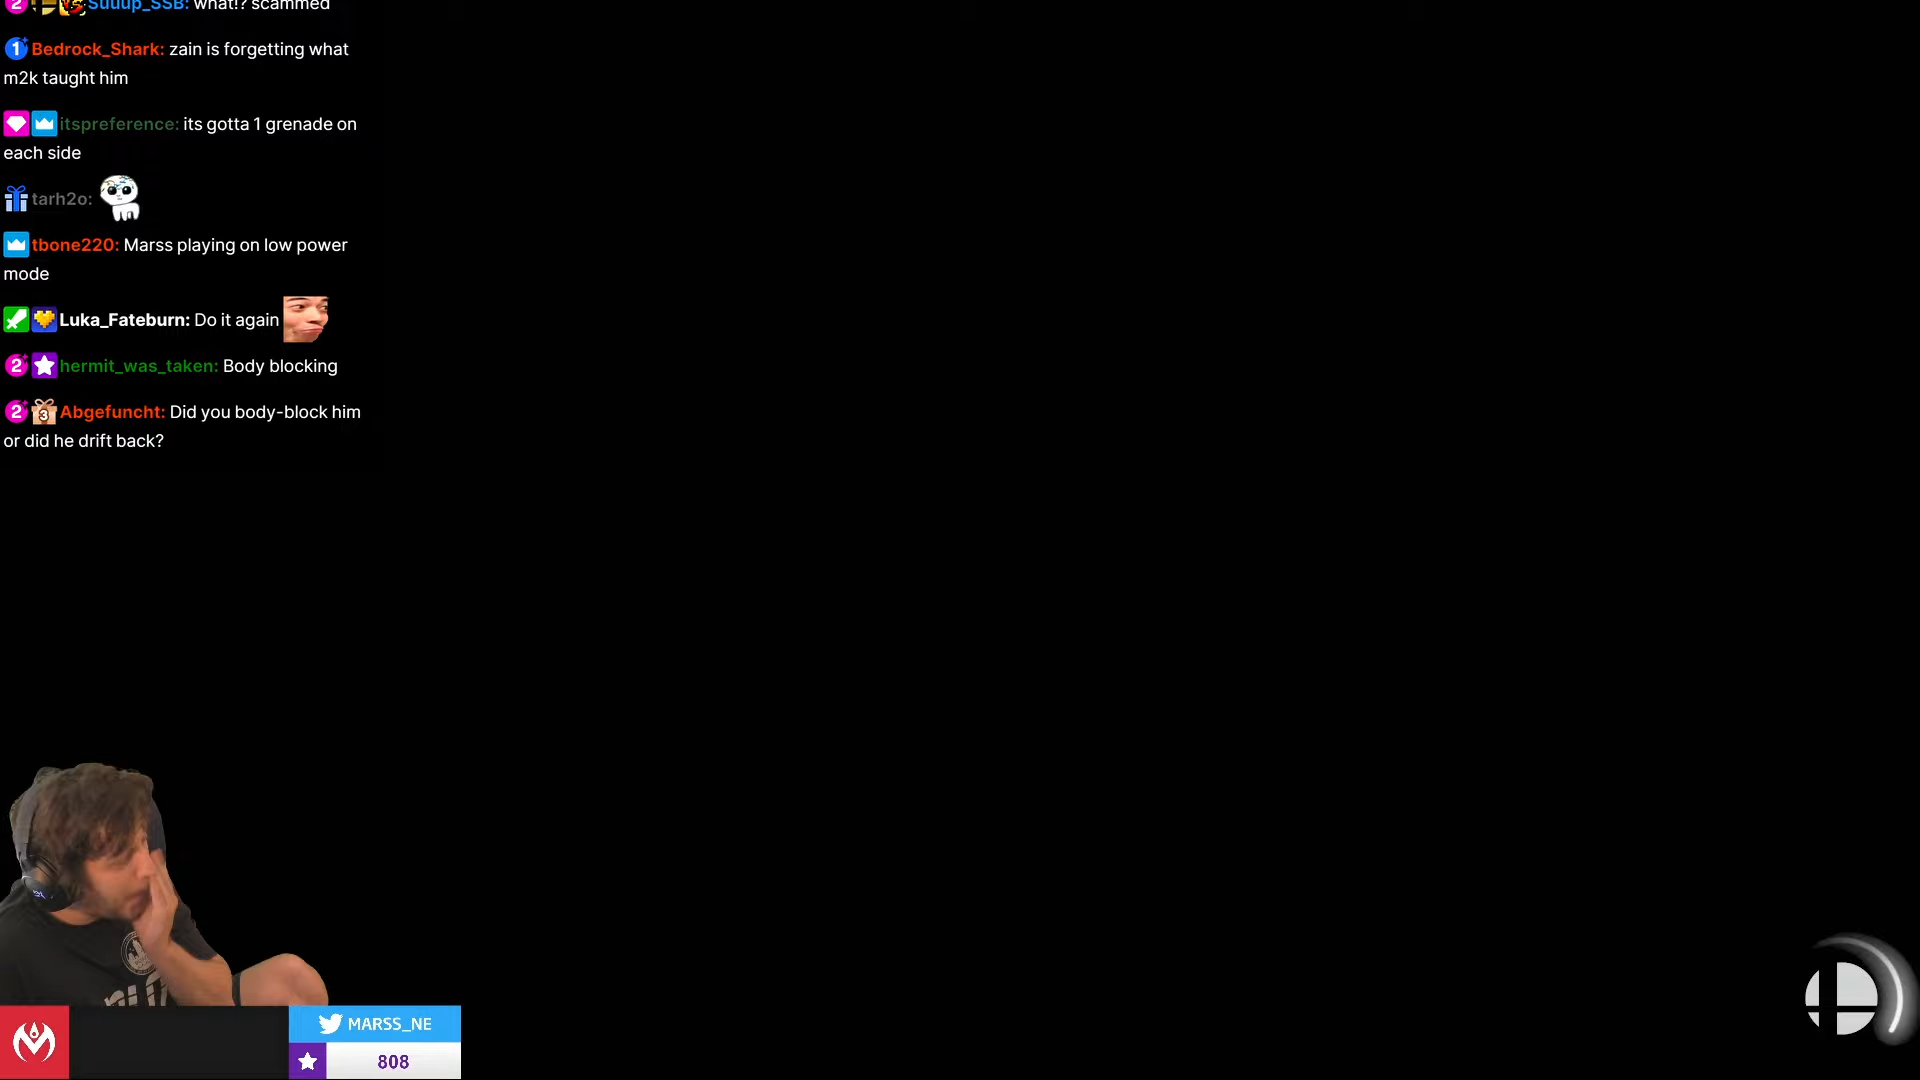 Suuup_SSB: what!? scammed
Bedrock_Shark: zain is forgetting what
m2k taught him
itspreference: its gotta 1 grenade on
each side
tarh2o:
tbone220: Marss playing on low power
mode
Luka_Fateburn: Do it again
hermit_was_taken: Body blocking
Abgefuncht: Did you body-block him
or did he drift back?
MARSS_NE
808